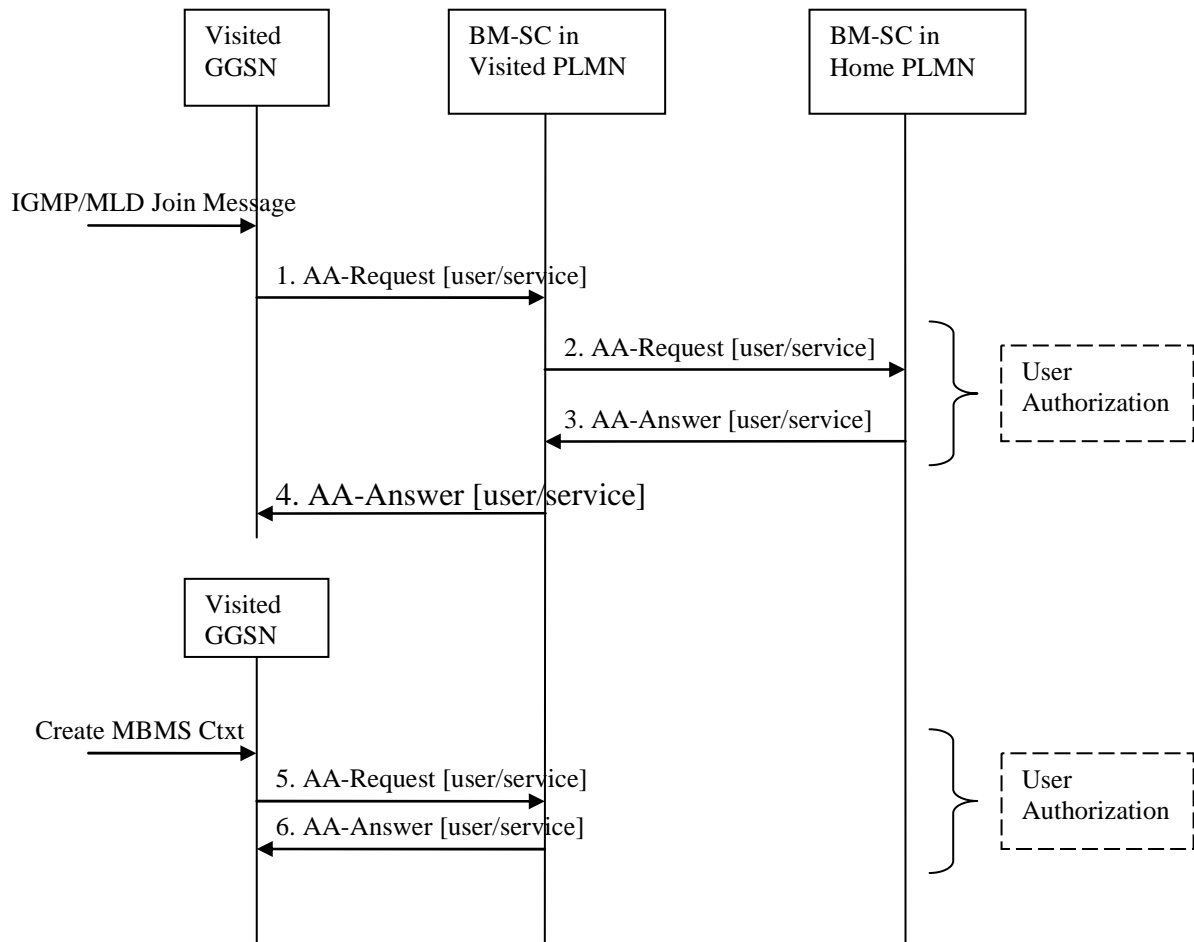 Visited
GGSN
BM-SC in
Visited PLMN
BM-SC in
Home PLMN
IGMP/MLD Join Message
1. AA-Request [user/service]
2. AA-Request [user/service]
User
Authorization
3. AA-Answer [user/service]
4. AA-Answer [user/service]
Visited
GGSN
Create MBMS Ctxt
5. AA-Request [user/service]
User
Authorization
6. AA-Answer [user/service]